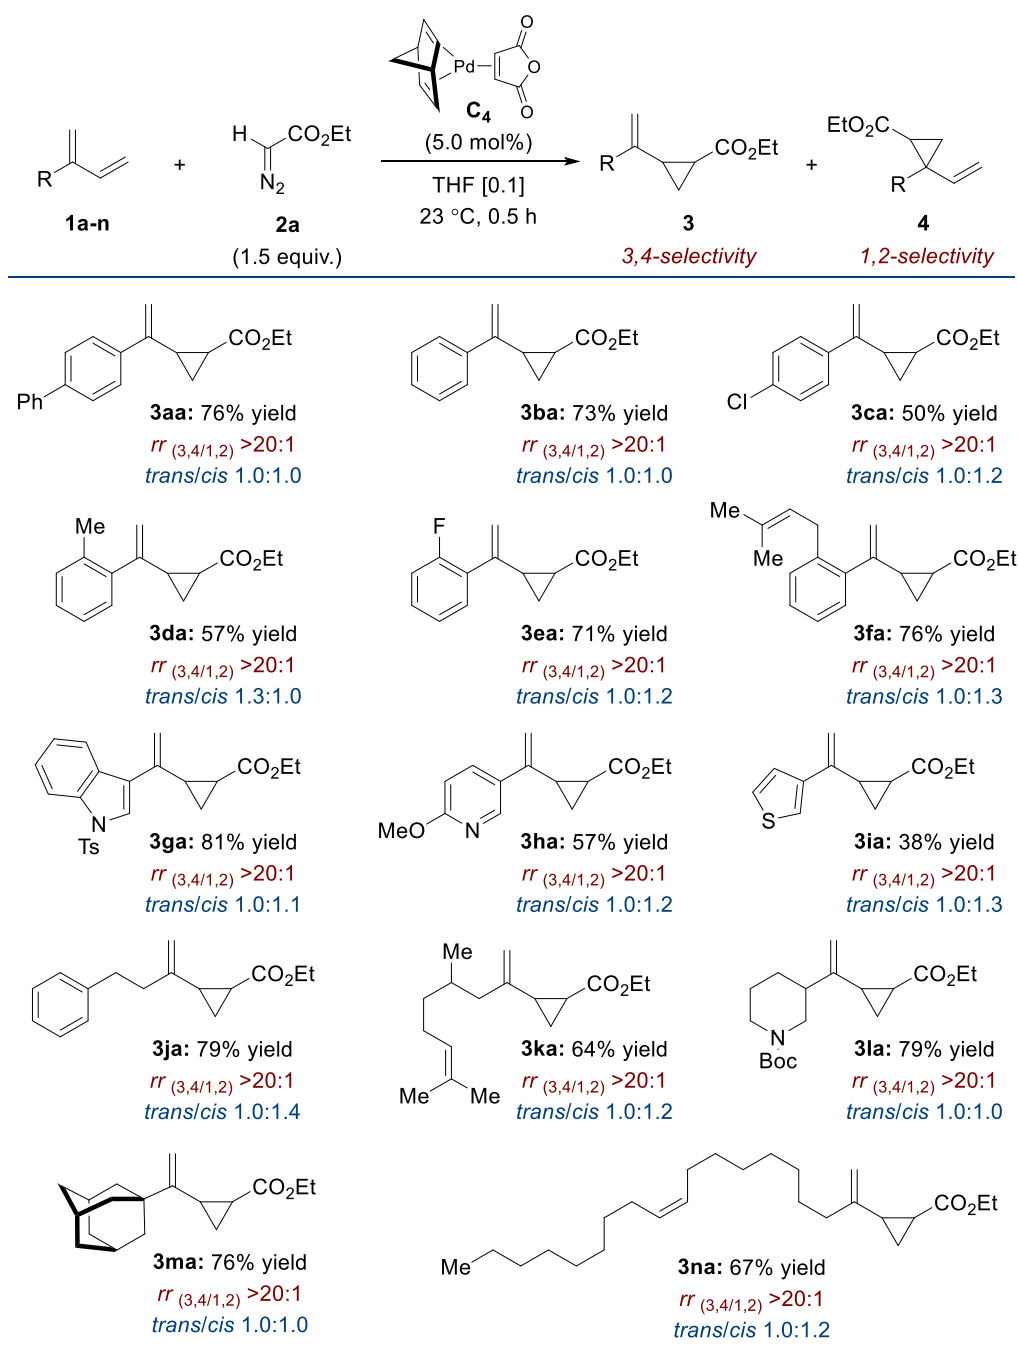 O
Pd
O
O
C4
H
CO2Et
N2
(5.0 mol%)
THF [0.1]
23 °C, 0.5 h
R
+
CO2Et
R
+
EtO2C
R
1a-n
2a
3
4
(1.5 equiv.)
3,4-selectivity
1,2-selectivity
CO2Et
Ph
3aa: 76% yield
rr (3,4/1,2) >20:1
trans/cis 1.0:1.0
CO2Et
3ba: 73% yield
rr (3,4/1,2) >20:1
trans/cis 1.0:1.0
CO2Et
Cl
3ca: 50% yield
rr (3,4/1,2) >20:1
trans/cis 1.0:1.2
Me
CO2Et
3da: 57% yield
rr (3,4/1,2) >20:1
trans/cis 1.3:1.0
F
CO2Et
3ea: 71% yield
rr (3,4/1,2) >20:1
trans/cis 1.0:1.2
Me
Me
CO2Et
3fa: 76% yield
rr (3,4/1,2) >20:1
trans/cis 1.0:1.3
CO2Et
N
Ts
3ga: 81% yield
rr (3,4/1,2) >20:1
trans/cis 1.0:1.1
CO2Et
MeO
N
3ha: 57% yield
rr (3,4/1,2) >20:1
trans/cis 1.0:1.2
CO2Et
S
3ia: 38% yield
rr (3,4/1,2) >20:1
trans/cis 1.0:1.3
CO2Et
3ja: 79% yield
rr (3,4/1,2) >20:1
trans/cis 1.0:1.4
Me
CO2Et
Me
Me
3ka: 64% yield
rr (3,4/1,2) >20:1
trans/cis 1.0:1.2
CO2Et
N
Boc
3la: 79% yield
rr (3,4/1,2) >20:1
trans/cis 1.0:1.0
CO2Et
3ma: 76% yield
rr (3,4/1,2) >20:1
trans/cis 1.0:1.0
CO2Et
Me
3na: 67% yield
rr (3,4/1,2) >20:1
trans/cis 1.0:1.2